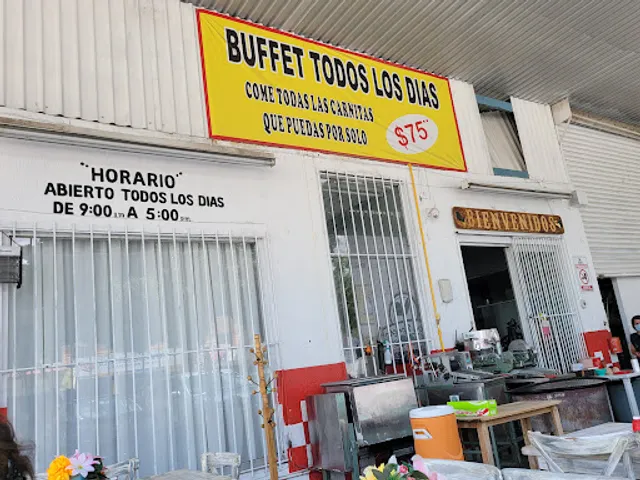 BUFFET TODOS LOS DIAS
COME TODAS LAS CARNITAS
QUE PUEDAS POR SOLO
$75
"HORARIO"
ABIERTO TODOS LOS DIAS
DE 9:00 A 5:00
BIENVENIDOS